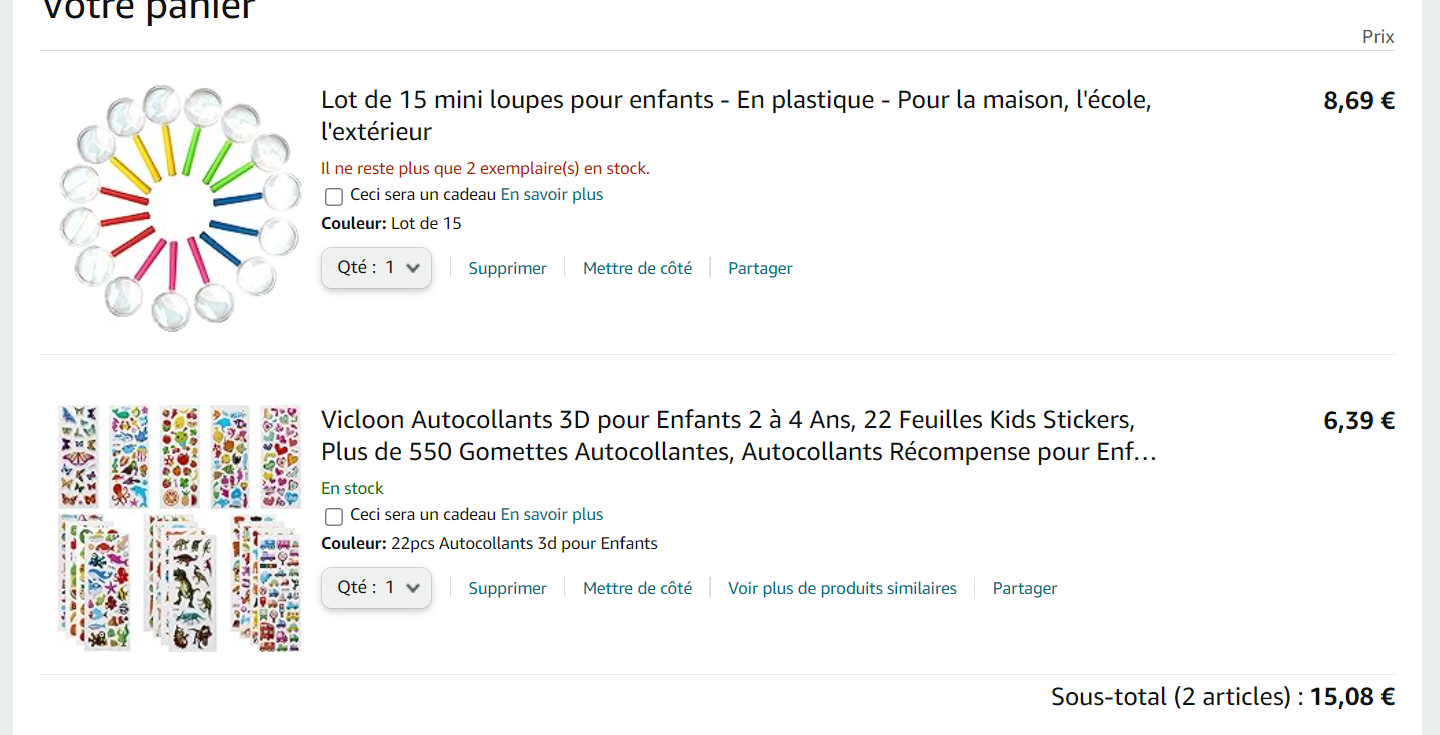 Votre panier
Prix
Lot de 15 mini loupes pour enfants - En plastique - Pour la maison, l'école,
l'extérieur
8,69 €
Il ne reste plus que 2 exemplaire(s) en stock.
Ceci sera un cadeau En savoir plus
Couleur: Lot de 15
Qté : 1
Supprimer
Mettre de côté
Partager
Vicloon Autocollants 3D pour Enfants 2 à 4 Ans, 22 Feuilles Kids Stickers,
Plus de 550 Gomettes Autocollantes, Autocollants Récompense pour Enf…
6,39 €
En stock
Ceci sera un cadeau En savoir plus
Couleur: 22pcs Autocollants 3d pour Enfants
Qté : 1
Supprimer
Mettre de côté
Voir plus de produits similaires
Partager
Sous-total (2 articles) : 15,08 €